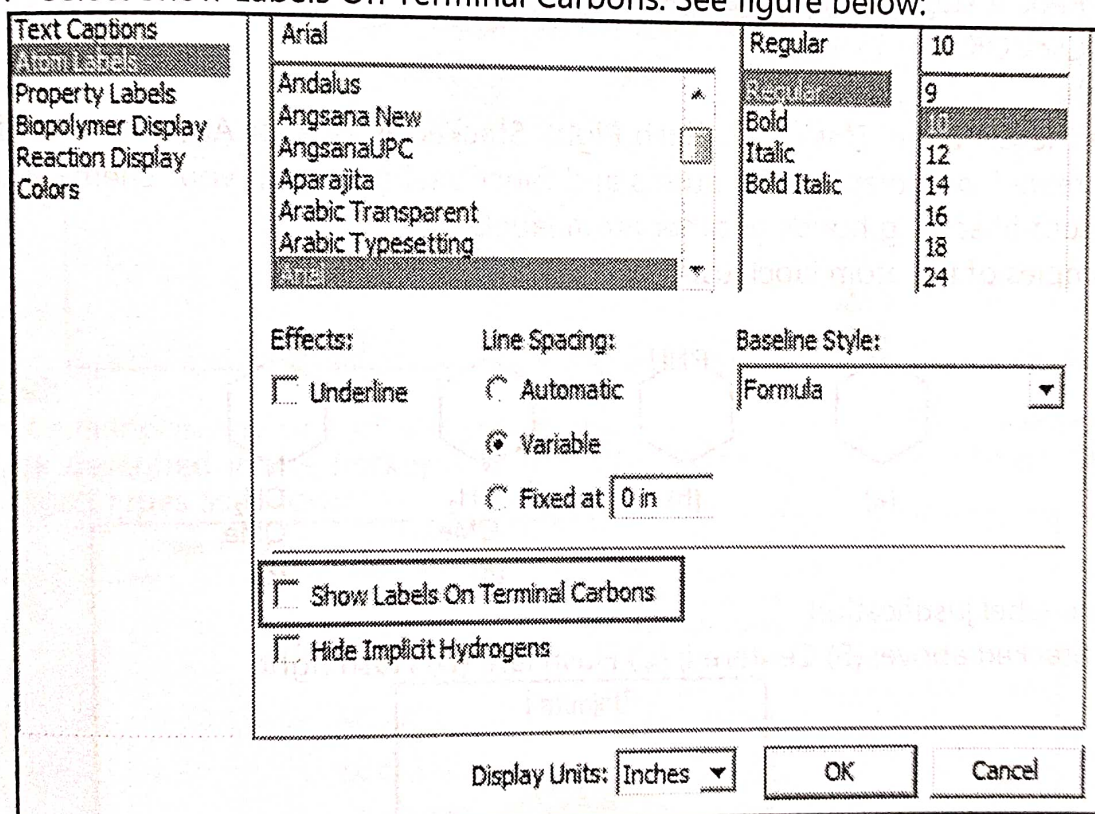 Select Show Labels On Terminal Carbons. See figure below:
Text Captions
Atom Labels
Property Labels
Biopolymer Display
Reaction Display
Colors
Arial
Andalus
Angsana New
AngsanaUPC
Aparajita
Arabic Transparent
Arabic Typesetting
Arial
Regular
Regular
Bold
Italic
Bold Italic
10
9
10
12
14
16
18
24
Effects:
Underline
Line Spacing:
Automatic
Variable
Fixed at 0 in
Baseline Style:
Formula
Show Labels On Terminal Carbons
Hide Implicit Hydrogens
Display Units: Inches
OK
Cancel